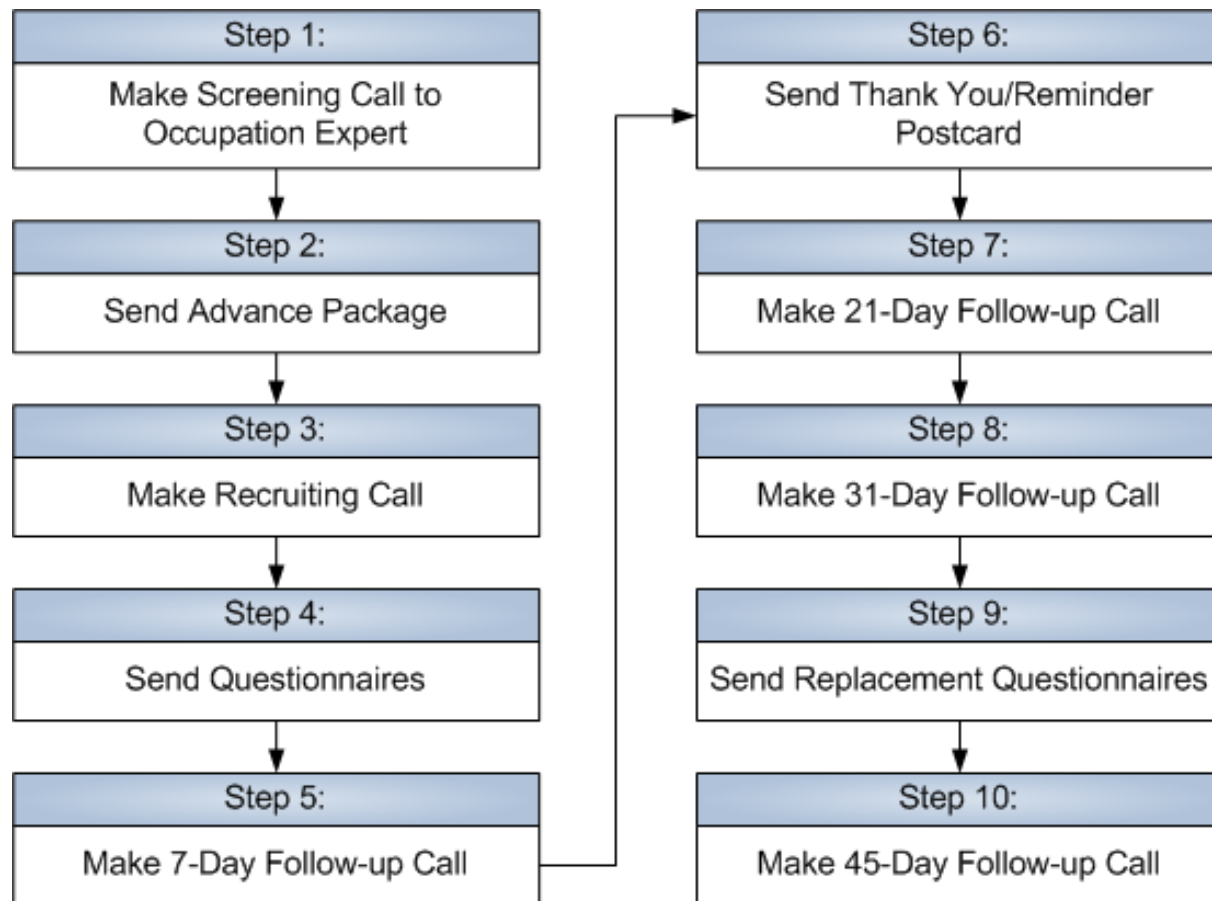 Step 1:
Make Screening Call to
Occupation Expert
Step 2:
Send Advance Package
Step 3:
Make Recruiting Call
Step 4:
Send Questionnaires
Step 5:
Make 7-Day Follow-up Call
Step 6:
Send Thank You/Reminder
Postcard
Step 7:
Make 21-Day Follow-up Call
Step 8:
Make 31-Day Follow-up Call
Step 9:
Send Replacement Questionnaires
Step 10:
Make 45-Day Follow-up Call